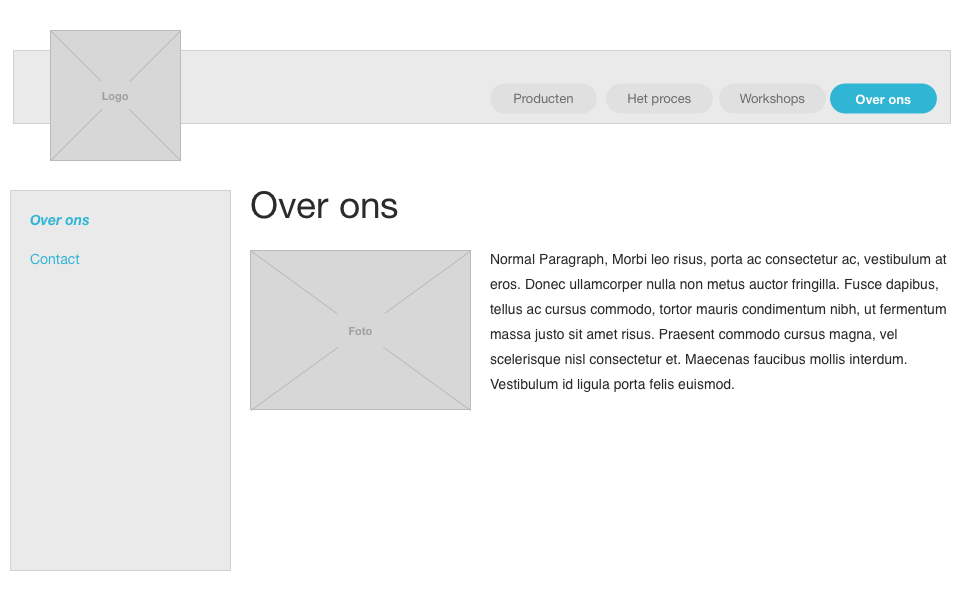 Logo
Producten
Het proces
Workshops
Over ons
Over ons
Contact
Over ons
Foto
Normal Paragraph, Morbi leo risus, porta ac consectetur ac, vestibulum at
eros. Donec ullamcorper nulla non metus auctor fringilla. Fusce dapibus,
tellus ac cursus commodo, tortor mauris condimentum nibh, ut fermentum
massa justo sit amet risus. Praesent commodo cursus magna, vel
scelerisque nisl consectetur et. Maecenas faucibus mollis interdum.
Vestibulum id ligula porta felis euismod.